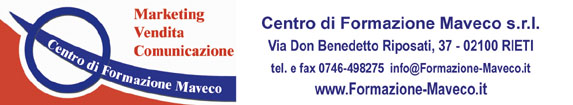 Marketing
Vendita
Comunicazione
Centro di Formazione Maveco
Centro di Formazione Maveco s.r.l.
Via Don Benedetto Riposati, 37 - 02100 RIETI
tel. e fax 0746-498275 info@Formazione-Maveco.it
www.Formazione-Maveco.it